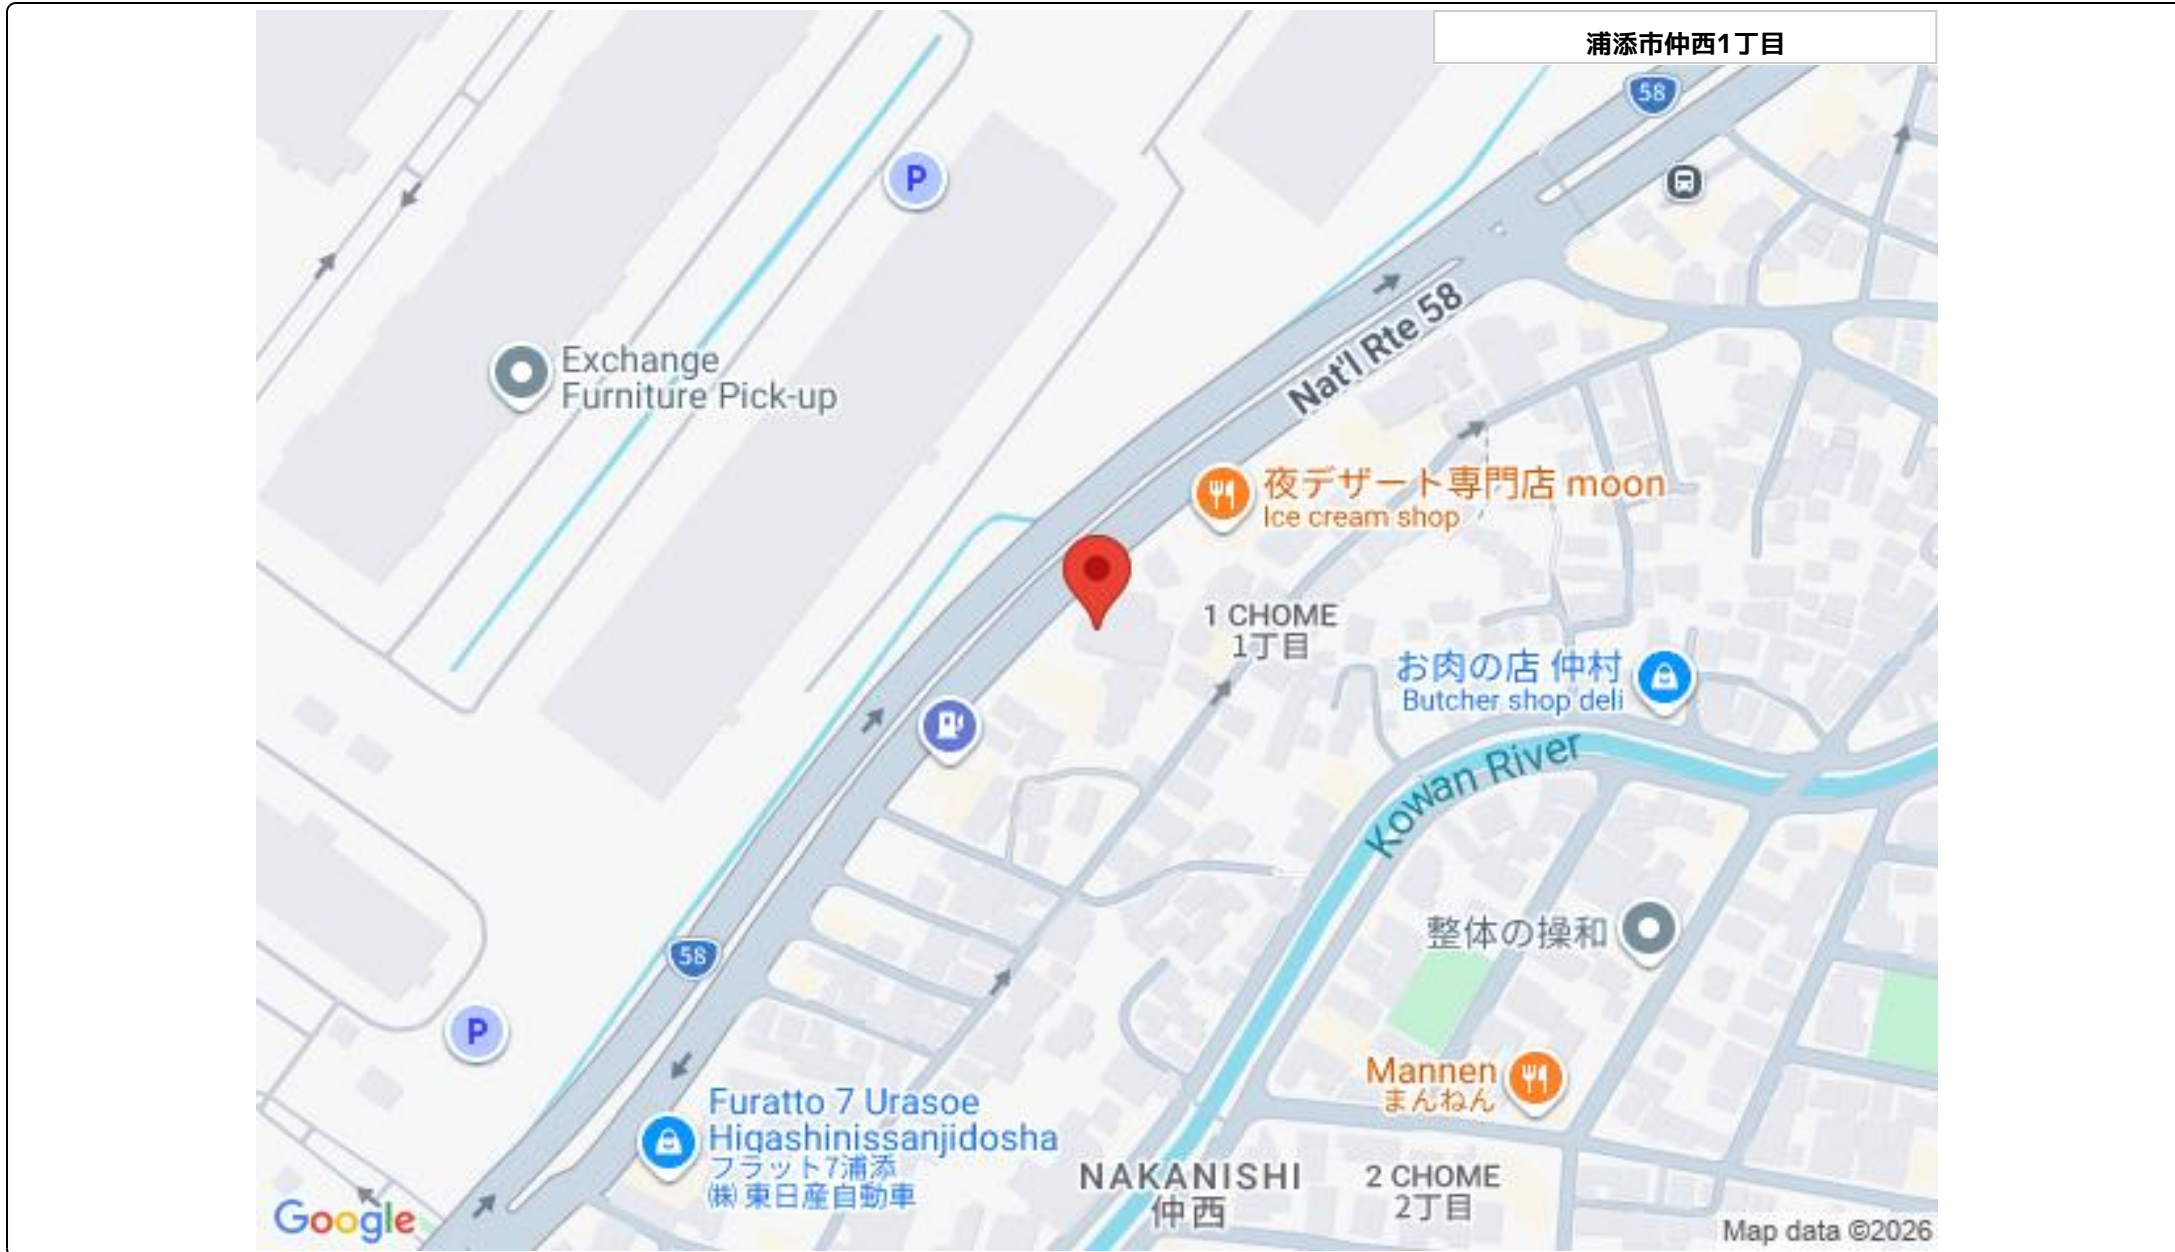 浦添市仲西1丁目
58
P
Exchange
Furniture Pick-up
Nat'l Rte 58
夜デザート専門店 moon
Ice cream shop
1 CHOME
1丁目
お肉の店 仲村
Butcher shop deli
Kowan River
整体の操和
58
P
Mannen
まんねん
Furatto 7 Urasoe
Higashinissanjidosha
フラット7浦添
㈱ 東日産自動車
NAKANISHI
仲西
2 CHOME
2丁目
Google
Map data ©2026